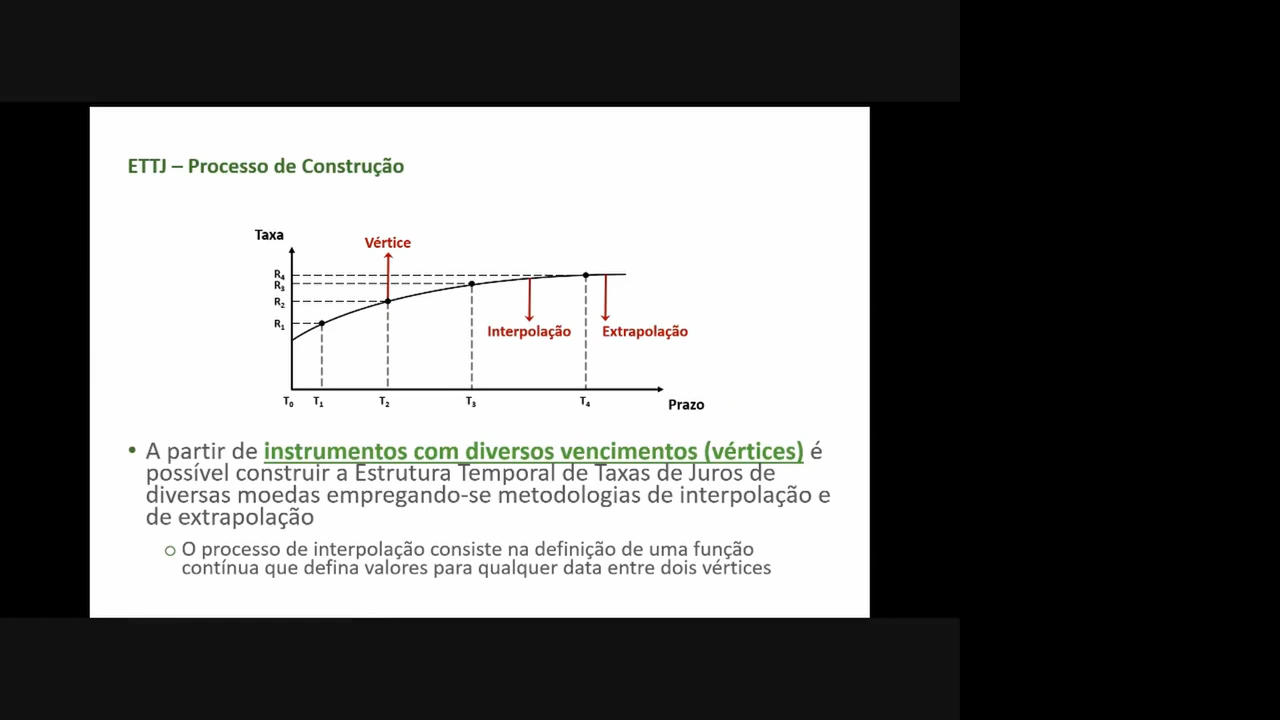 ETTJ – Processo de Construção
Taxa
Vértice
R4
R3
R2
R1
Interpolação
Extrapolação
T0 T1 T2 T3 T4
Prazo
• A partir de instrumentos com diversos vencimentos (vértices) é
possível construir a Estrutura Temporal de Taxas de Juros de
diversas moedas empregando-se metodologias de interpolação e
de extrapolação
o O processo de interpolação consiste na definição de uma função
contínua que defina valores para qualquer data entre dois vértices